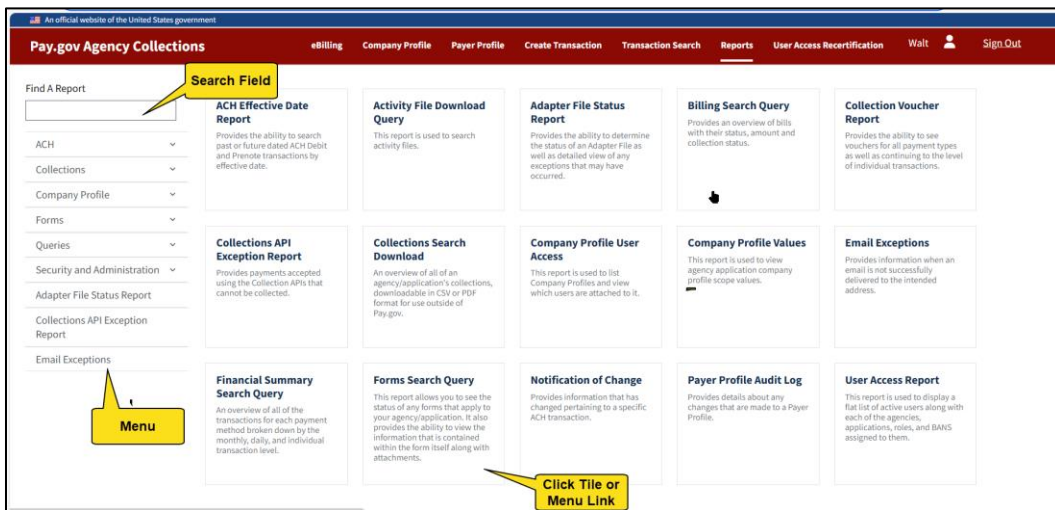 An official website of the United States government
Pay.gov Agency Collections
eBilling
Company Profile
Payer Profile
Create Transaction
Transaction Search
Reports
User Access Recertification
Walt
Sign Out
Search Field
Find A Report
ACH
Collections
Company Profile
Forms
Queries
Security and Administration
Adapter File Status Report
Collections API Exception
Report
Email Exceptions
Menu
ACH Effective Date
Report
Provides the ability to search
past or future dated ACH Debit
and Prenote transactions by
effective date.
Activity File Download
Query
This report is used to search
activity files.
Adapter File Status
Report
Provides the ability to determine
the status of an Adapter File as
well as detailed view of any
exceptions that may have
occurred.
Billing Search Query
Provides an overview of bills
with their status, amount and
collection status.
Collection Voucher
Report
Provides the ability to see
vouchers for all payment types
as well as continuing to the level
of individual transactions.
Collections API
Exception Report
Provides payments accepted
using the Collection APIs that
cannot be collected.
Collections Search
Download
An overview of all of an
agency/application's collections,
downloadable in CSV or PDF
format for use outside of
Pay.gov.
Company Profile User
Access
This report is used to list
Company Profiles and view
which users are attached to it.
Company Profile Values
This report is used to view
agency application company
profile scope values.
Email Exceptions
Provides information when an
email is not successfully
delivered to the intended
address.
Financial Summary
Search Query
An overview of all of the
transactions for each payment
method broken down by the
monthly, daily, and individual
transaction level.
Forms Search Query
This report allows you to see the
status of any forms that apply to
your agency/application. It also
provides the ability to view the
information that is contained
within the form itself along with
attachments.
Notification of Change
Provides information that has
changed pertaining to a specific
ACH transaction.
Payer Profile Audit Log
Provides details about any
changes that are made to a Payer
Profile.
User Access Report
This report is used to display a
flat list of active users along with
each of the agencies,
applications, roles, and BANS
assigned to them.
Click Tile or
Menu Link